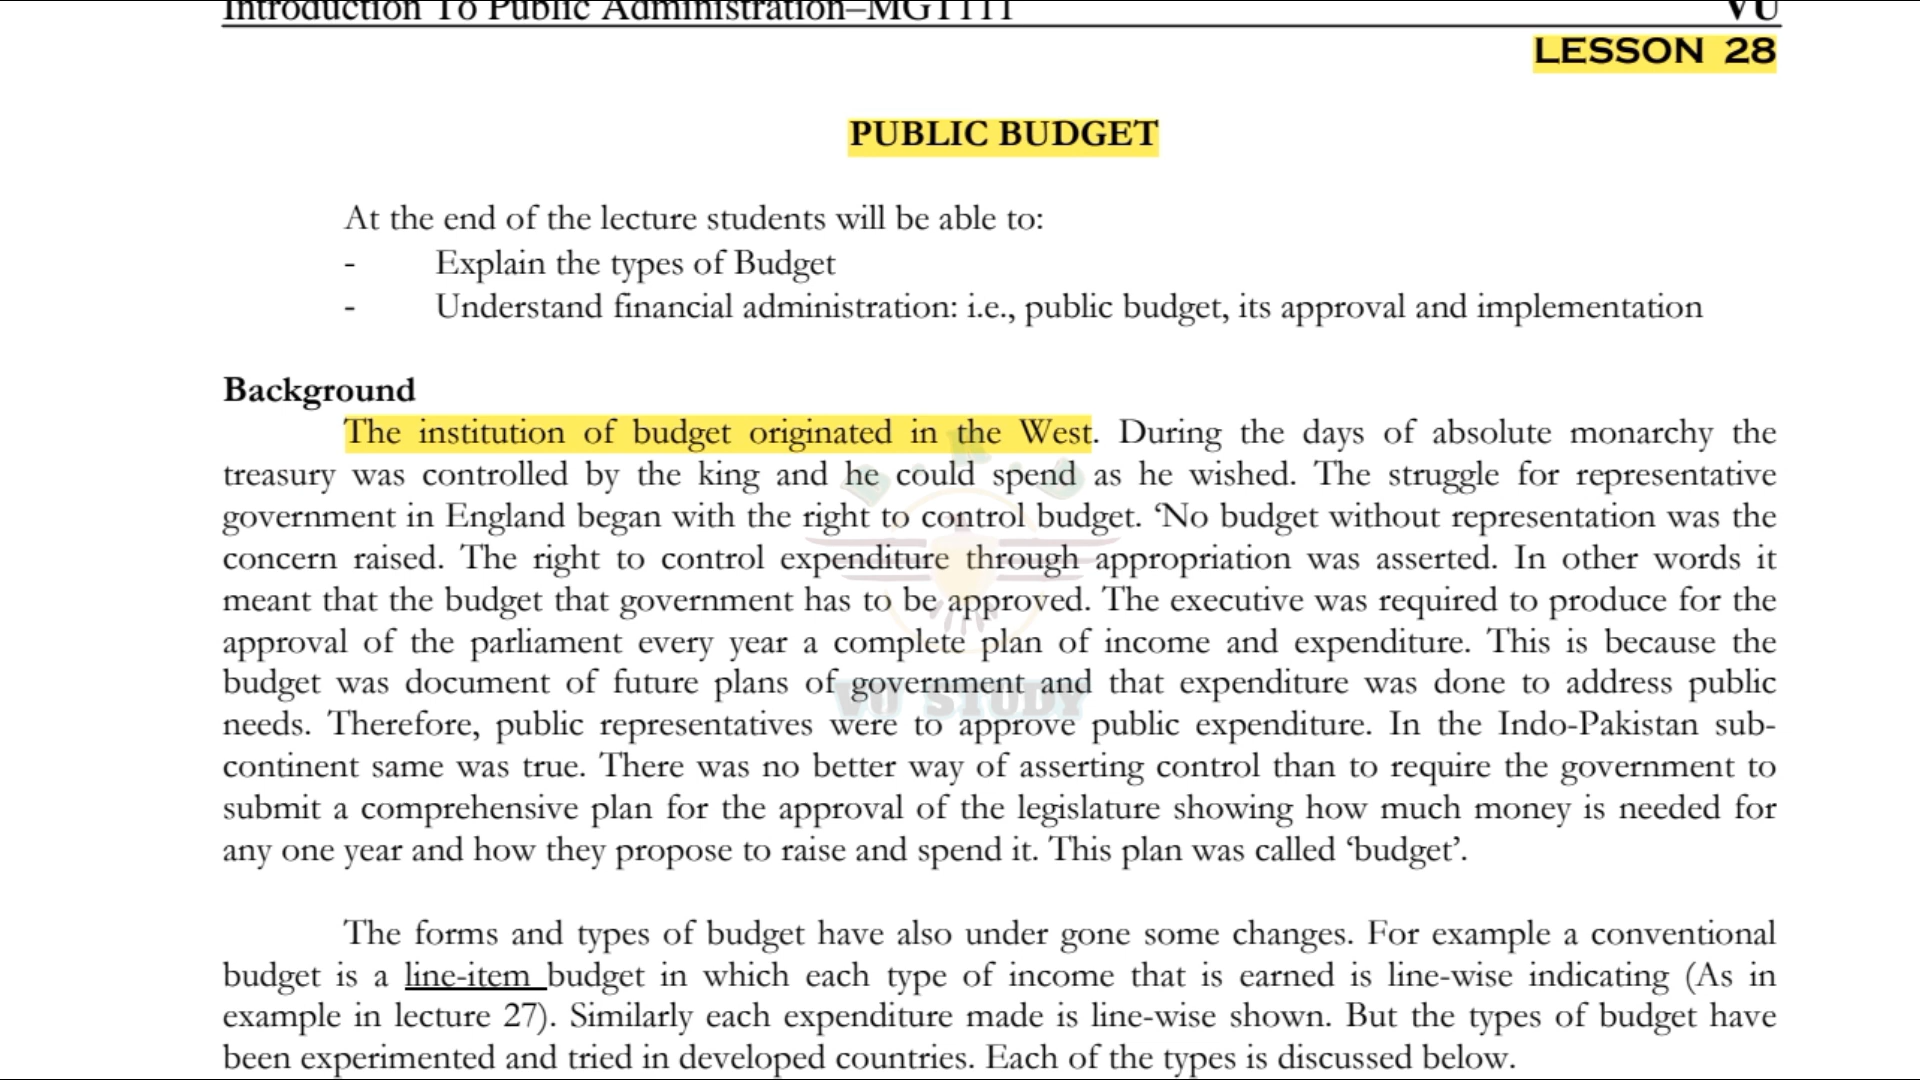 Introduction To Public Administration–MGT111 VU
LESSON 28
PUBLIC BUDGET
At the end of the lecture students will be able to:
- Explain the types of Budget
- Understand financial administration: i.e., public budget, its approval and implementation
Background
The institution of budget originated in the West. During the days of absolute monarchy the
treasury was controlled by the king and he could spend as he wished. The struggle for representative
government in England began with the right to control budget. ‘No budget without representation was the
concern raised. The right to control expenditure through appropriation was asserted. In other words it
meant that the budget that government has to be approved. The executive was required to produce for the
approval of the parliament every year a complete plan of income and expenditure. This is because the
budget was document of future plans of government and that expenditure was done to address public
needs. Therefore, public representatives were to approve public expenditure. In the Indo-Pakistan sub-
continent same was true. There was no better way of asserting control than to require the government to
submit a comprehensive plan for the approval of the legislature showing how much money is needed for
any one year and how they propose to raise and spend it. This plan was called ‘budget’.
The forms and types of budget have also under gone some changes. For example a conventional
budget is a line-item budget in which each type of income that is earned is line-wise indicating (As in
example in lecture 27). Similarly each expenditure made is line-wise shown. But the types of budget have
been experimented and tried in developed countries. Each of the types is discussed below.
VU STUDY